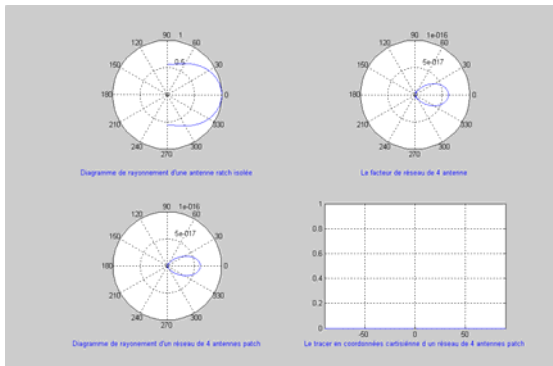 90 1
120 60
0.5
150 30
180 0
210 330
240 300
270
Diagramme de rayonnement d'une antenne ratch isolée
90 1e-016
120 60
5e-017
150 30
180 0
210 330
240 300
270
Le facteur de réseau de 4 antenne
90 1e-016
120 60
5e-017
150 30
180 0
210 330
240 300
270
Diagramme de rayonement d'un réseau de 4 antennes patch
1
0.8
0.6
0.4
0.2
0
-50 0 50
Le tracer en coordonnées cartisiénne d un réseau de 4 antennes patch